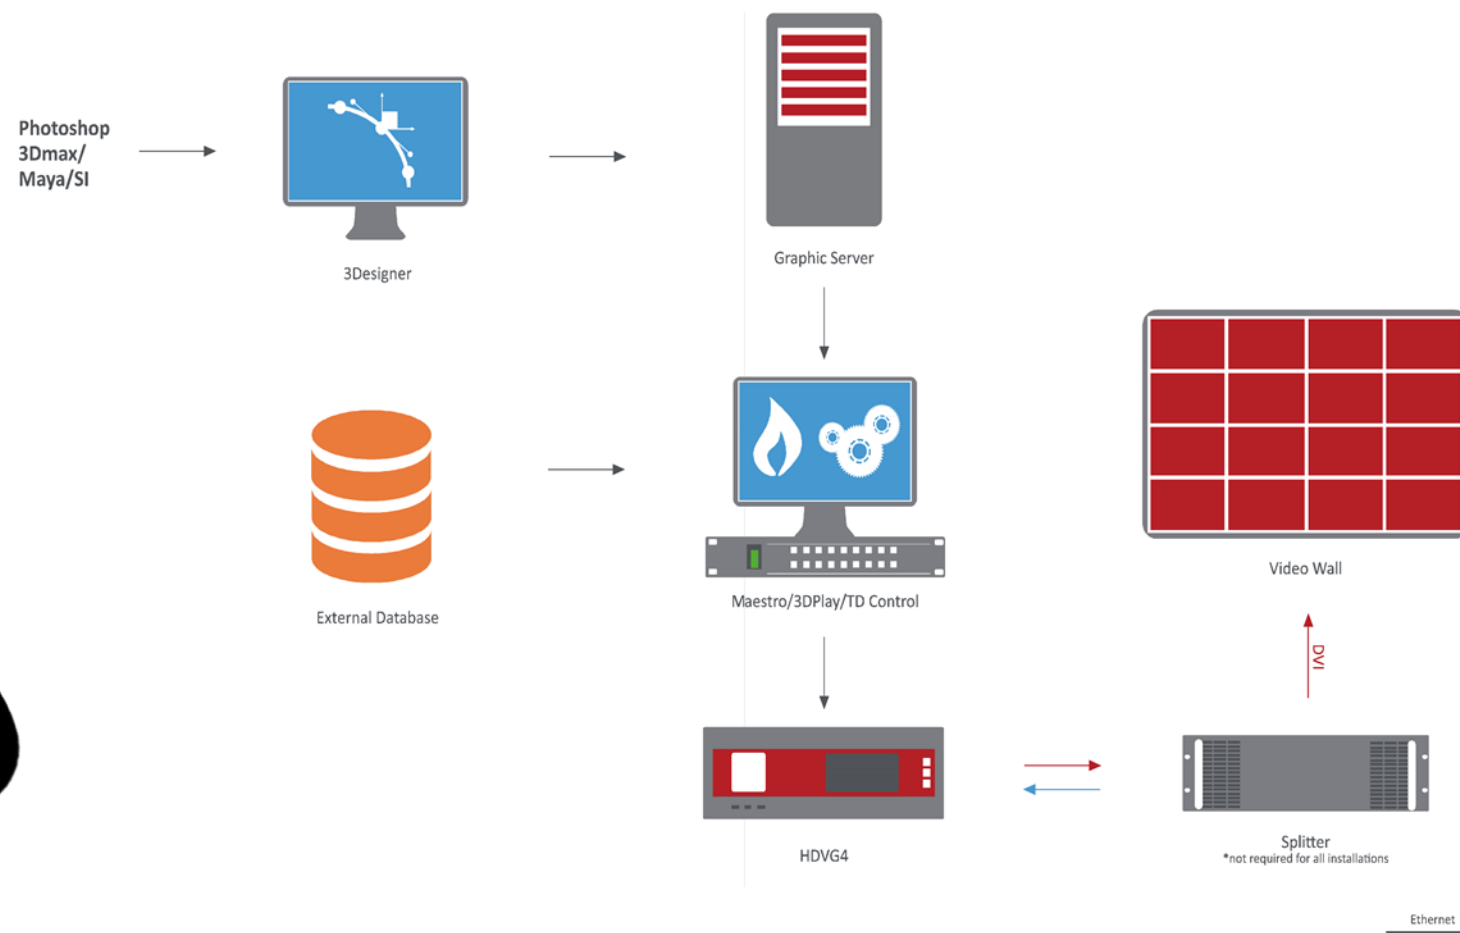 Photoshop
3Dmax/
Maya/SI
3Designer
Graphic Server
External Database
Maestro/3DPlay/TD Control
Video Wall
DVI
HDVG4
Splitter
*not required for all installations
Ethernet